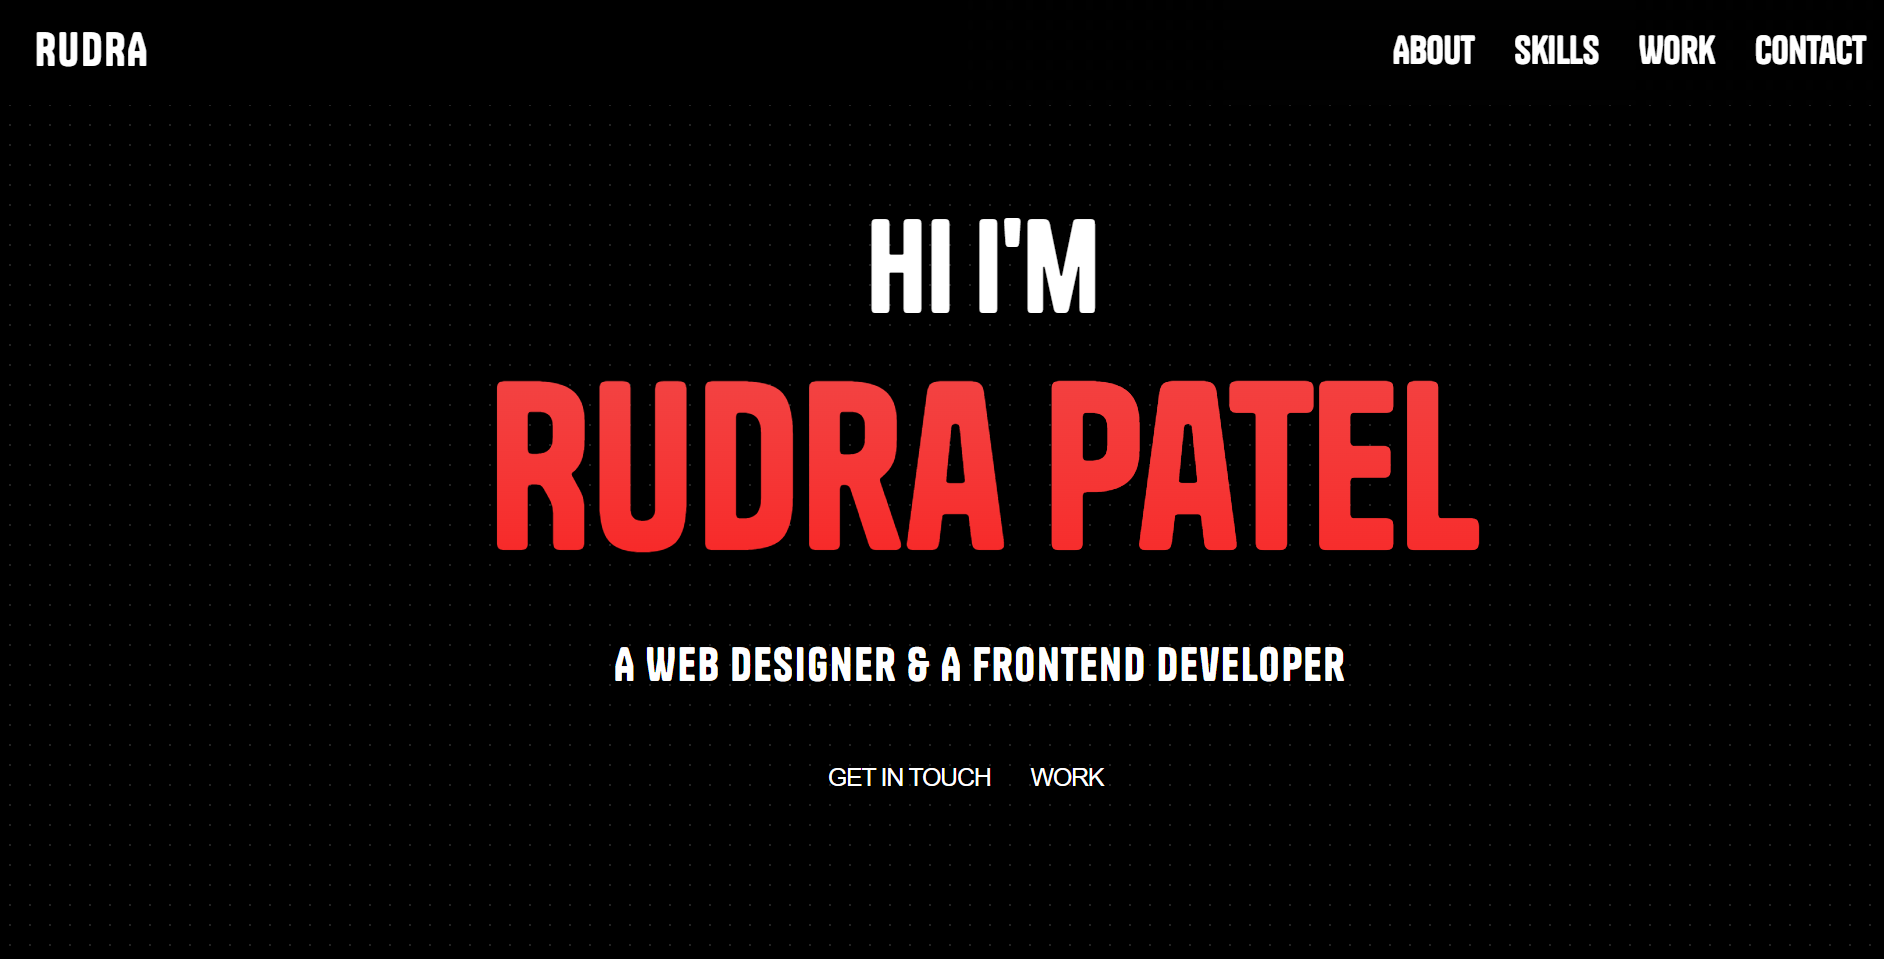 RUDRA
ABOUT SKILLS WORK CONTACT
HI I'M
RUDRA PATEL
A WEB DESIGNER & A FRONTEND DEVELOPER
GET IN TOUCH WORK